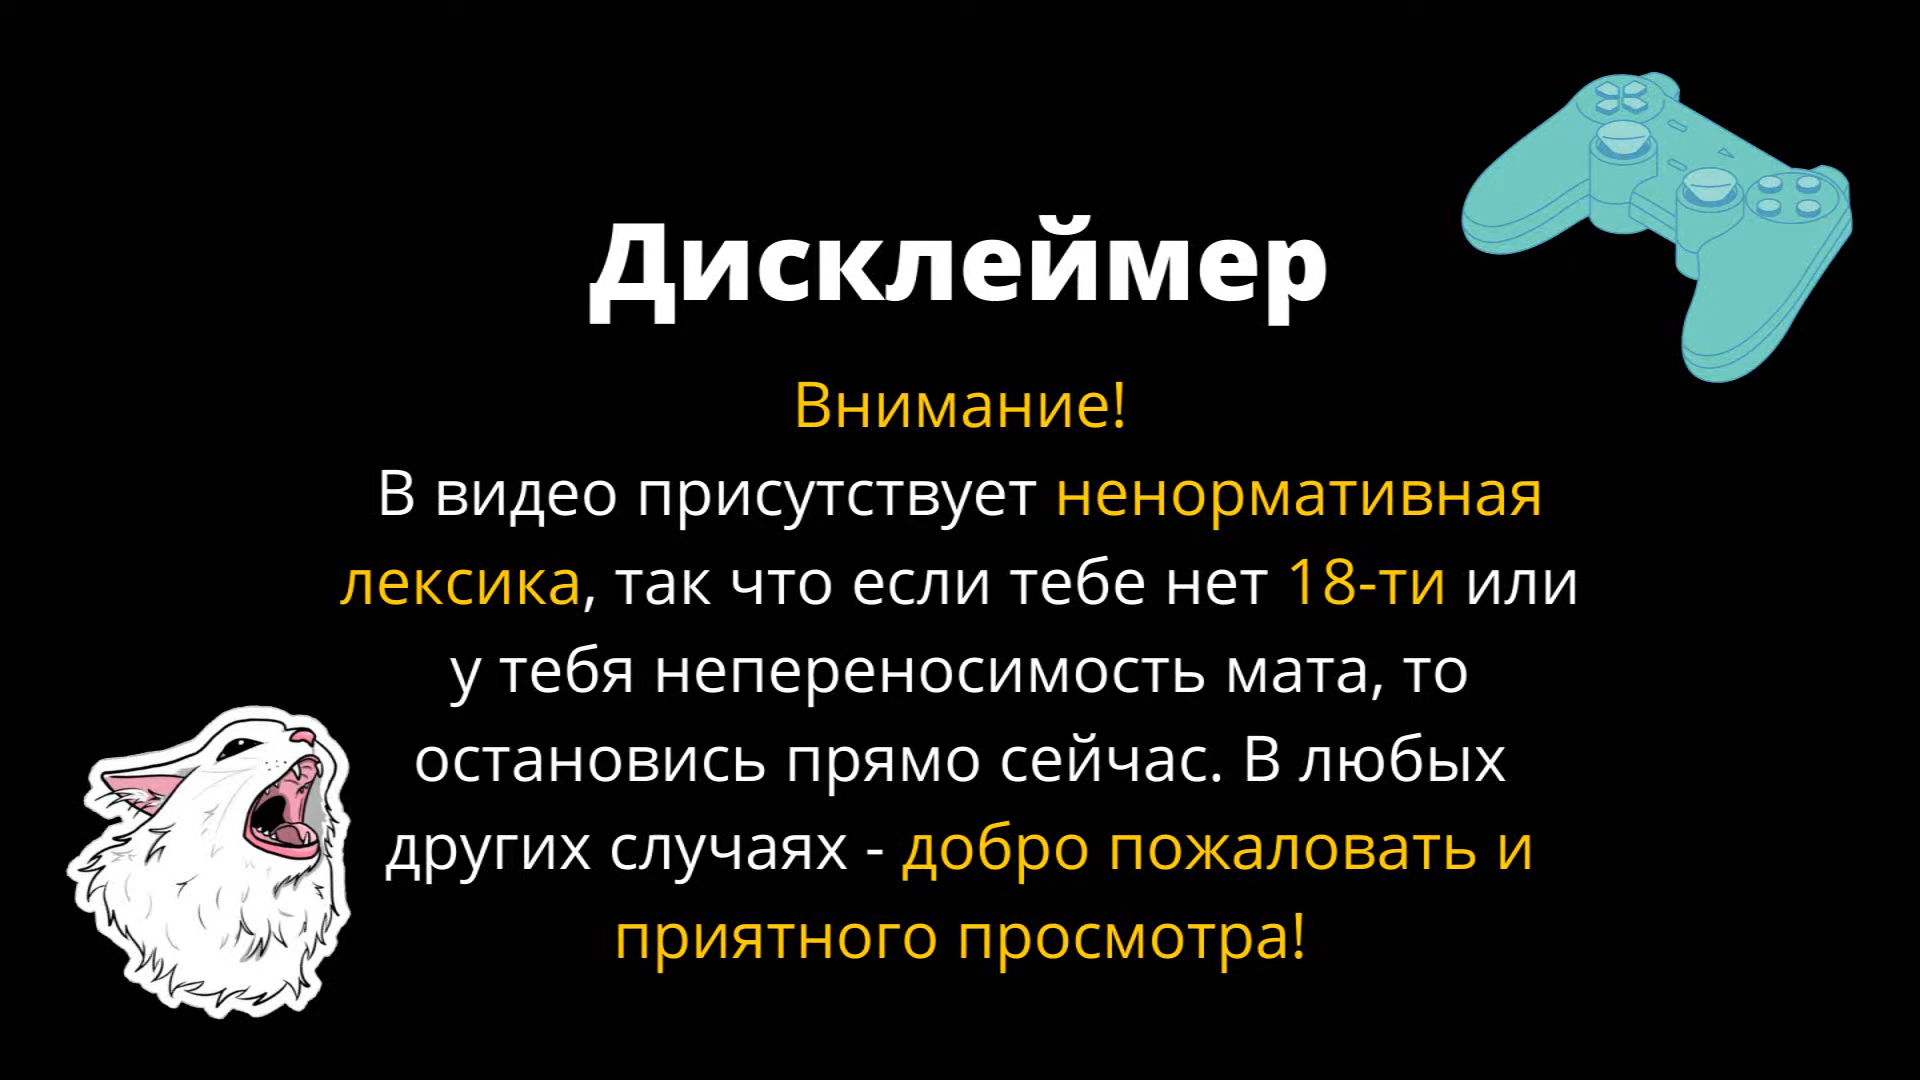 Дисклеймер
Внимание!
В видео присутствует ненормативная
лексика, так что если тебе нет 18-ти или
у тебя непереносимость мата, то
остановись прямо сейчас. В любых
других случаях - добро пожаловать и
приятного просмотра!